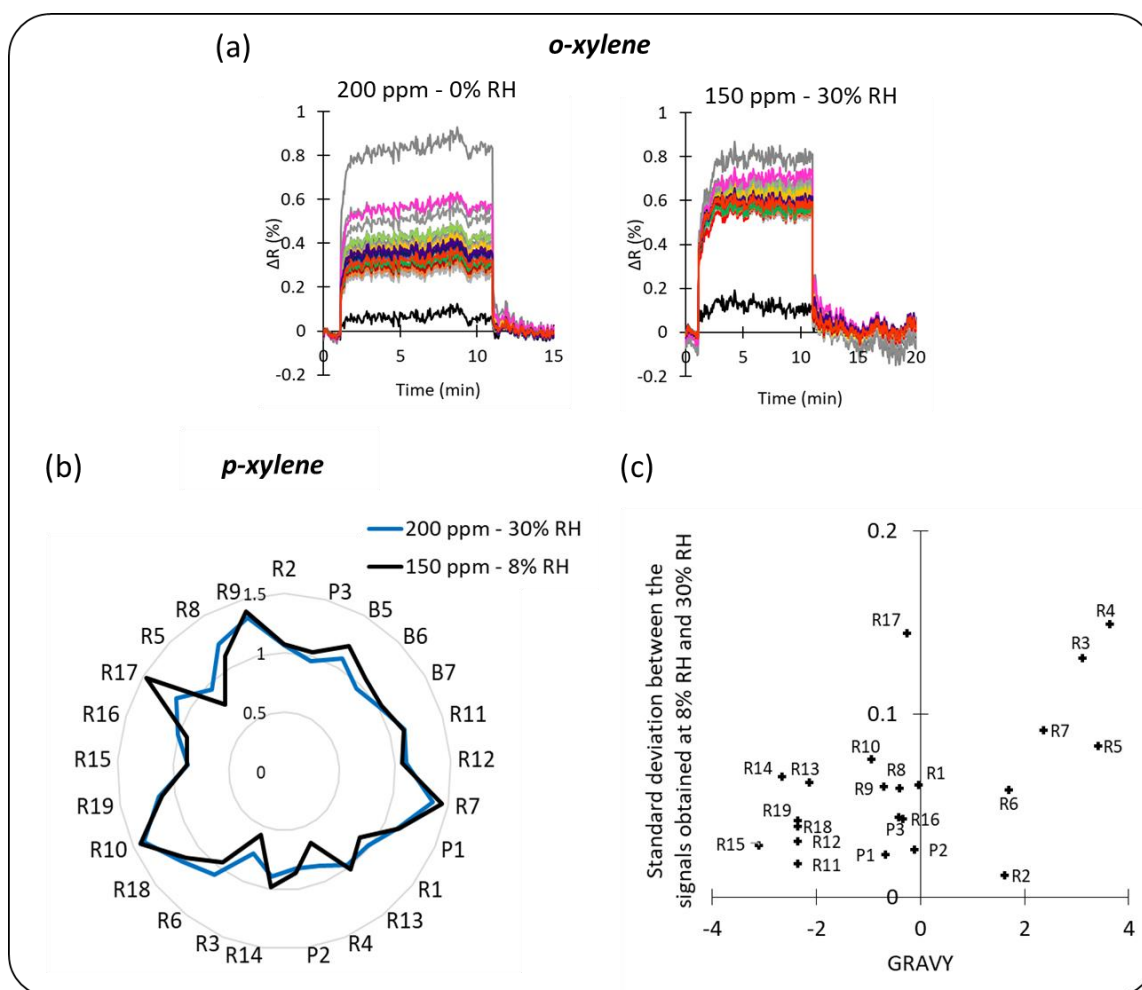 (a)
o-xylene
200 ppm - 0% RH
150 ppm - 30% RH
1
0.8
0.6
0.4
0.2
0
-0.2
ΔR (%)
0
5
10
15
Time (min)
1
0.8
0.6
0.4
0.2
0
-0.2
ΔR (%)
0
5
10
15
20
Time (min)
(b)
p-xylene
200 ppm - 30% RH
150 ppm - 8% RH
R2
P3
B5
B6
B7
R11
R12
R7
P1
R1
R13
R4
P2
R14
R3
R6
R18
R10
R19
R15
R16
R17
R5
R8
R9
1.5
1
0.5
0
(c)
Standard deviation between the
signals obtained at 8% RH and 30% RH
0.2
0.1
0
R17
R4
R3
R7
R5
R10
R14
R13
R8
R1
R9
R6
R19
R18
P3
R16
R15
R12
R11
P1
P2
R2
-4
-2
0
2
4
GRAVY